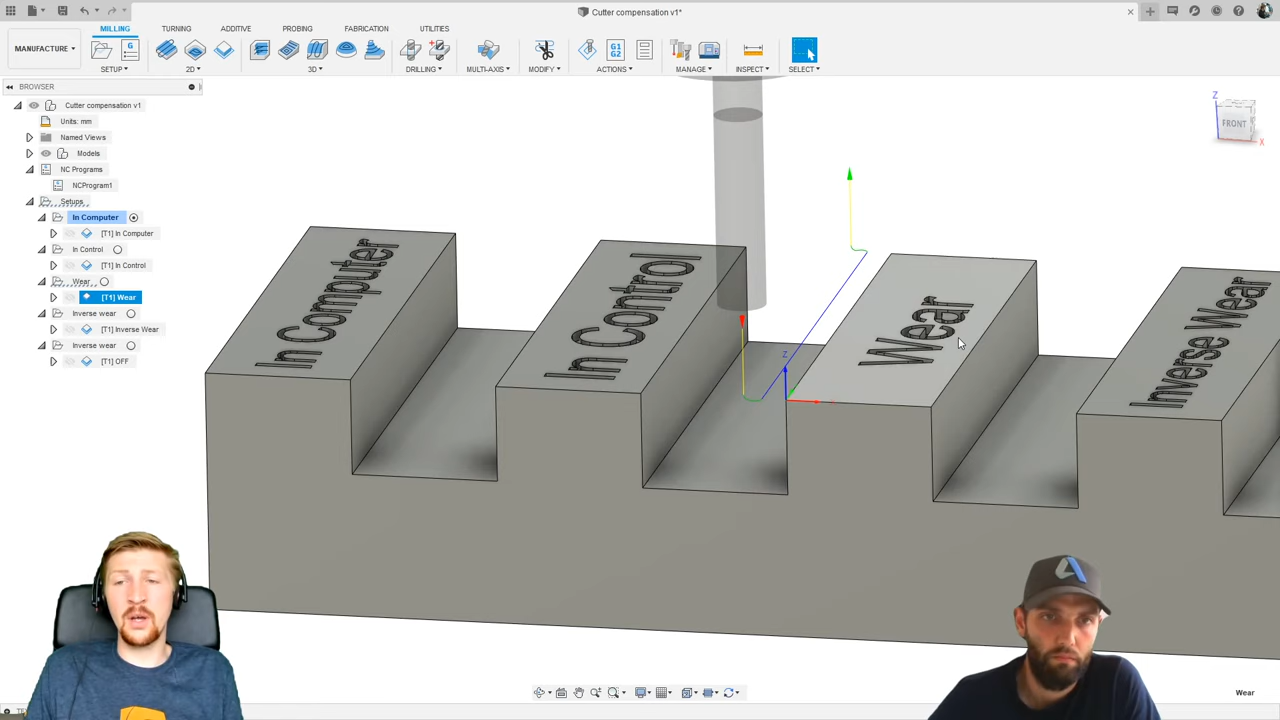 Cutter compensation v1*
MILLING
TURNING
ADDITIVE
PROBING
FABRICATION
UTILITIES
MANUFACTURE
G1
G2
SETUP
2D
3D
DRILLING
MULTI-AXIS
MODIFY
ACTIONS
MANAGE
INSPECT
SELECT
BROWSER
Cutter compensation v1
Units: mm
Named Views
Models
NC Programs
NCProgram1
Setups
In Computer
[T1] In Computer
In Control
[T1] In Control
Wear
[T1] Wear
Inverse wear
[T1] Inverse Wear
Inverse wear
[T1] OFF
Z
FRONT
X
In Computer
In Control
Wear
Inverse Wear
Z
Wear